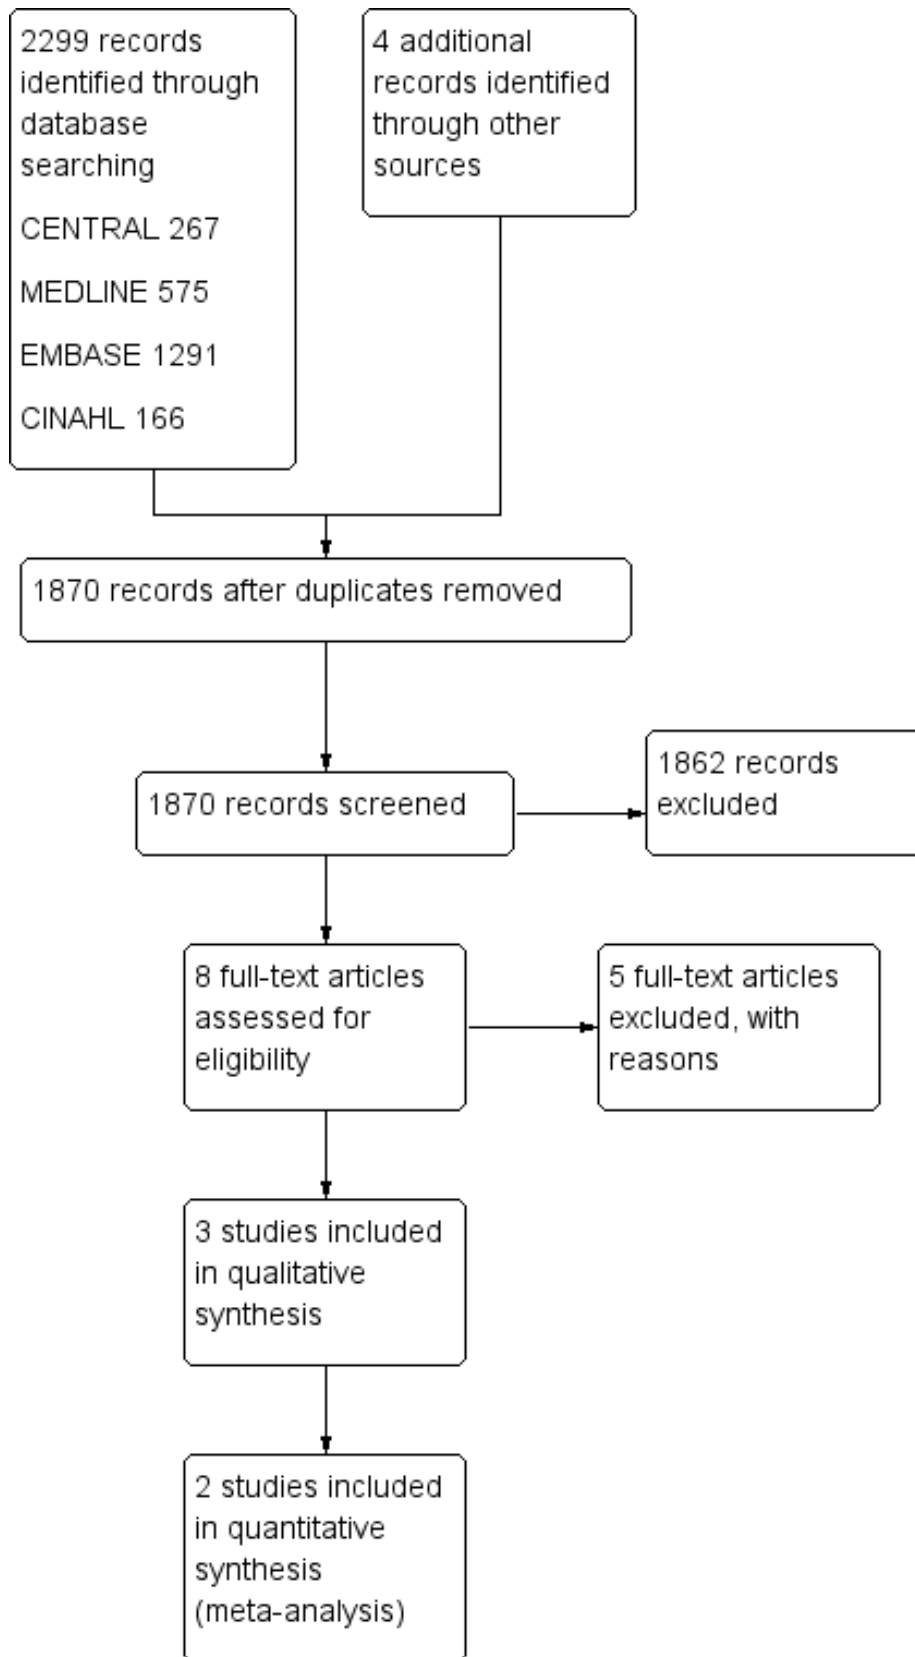 2299 records
identified through
database
searching
CENTRAL 267
MEDLINE 575
EMBASE 1291
CINAHL 166
4 additional
records identified
through other
sources
1870 records after duplicates removed
1870 records screened
1862 records
excluded
8 full-text articles
assessed for
eligibility
5 full-text articles
excluded, with
reasons
3 studies included
in qualitative
synthesis
2 studies included
in quantitative
synthesis
(meta-analysis)